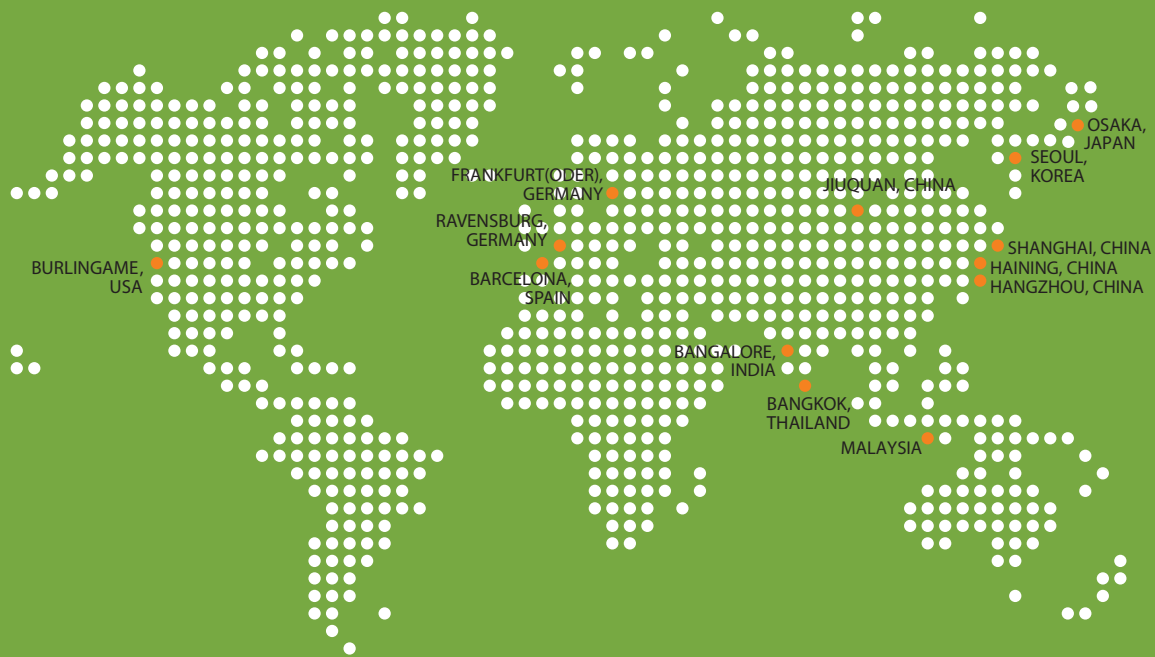 OSAKA,
JAPAN
SEOUL,
KOREA
FRANKFURT(ODER),
GERMANY
JIUQUAN, CHINA
RAVENSBURG,
GERMANY
SHANGHAI, CHINA
BURLINGAME,
USA
BARCELONA,
SPAIN
HAINING, CHINA
HANGZHOU, CHINA
BANGALORE,
INDIA
BANGKOK,
THAILAND
MALAYSIA